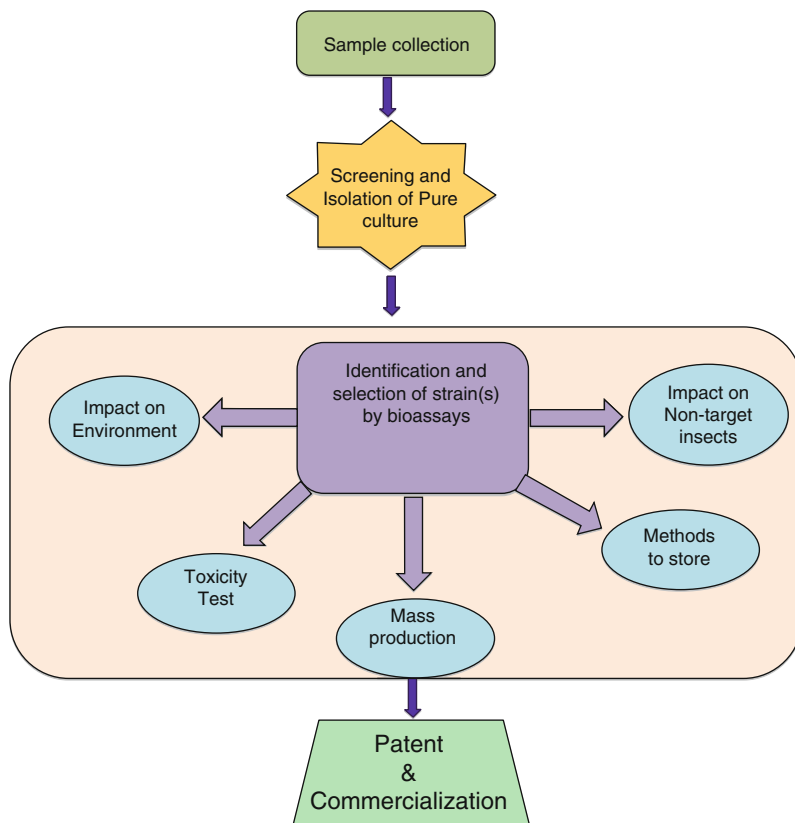 Sample collection
Screening and
Isolation of Pure
culture
Identification and
selection of strain(s)
by bioassays
Impact on
Environment
Impact on
Non-target
insects
Toxicity
Test
Mass
production
Methods
to store
Patent
&
Commercialization